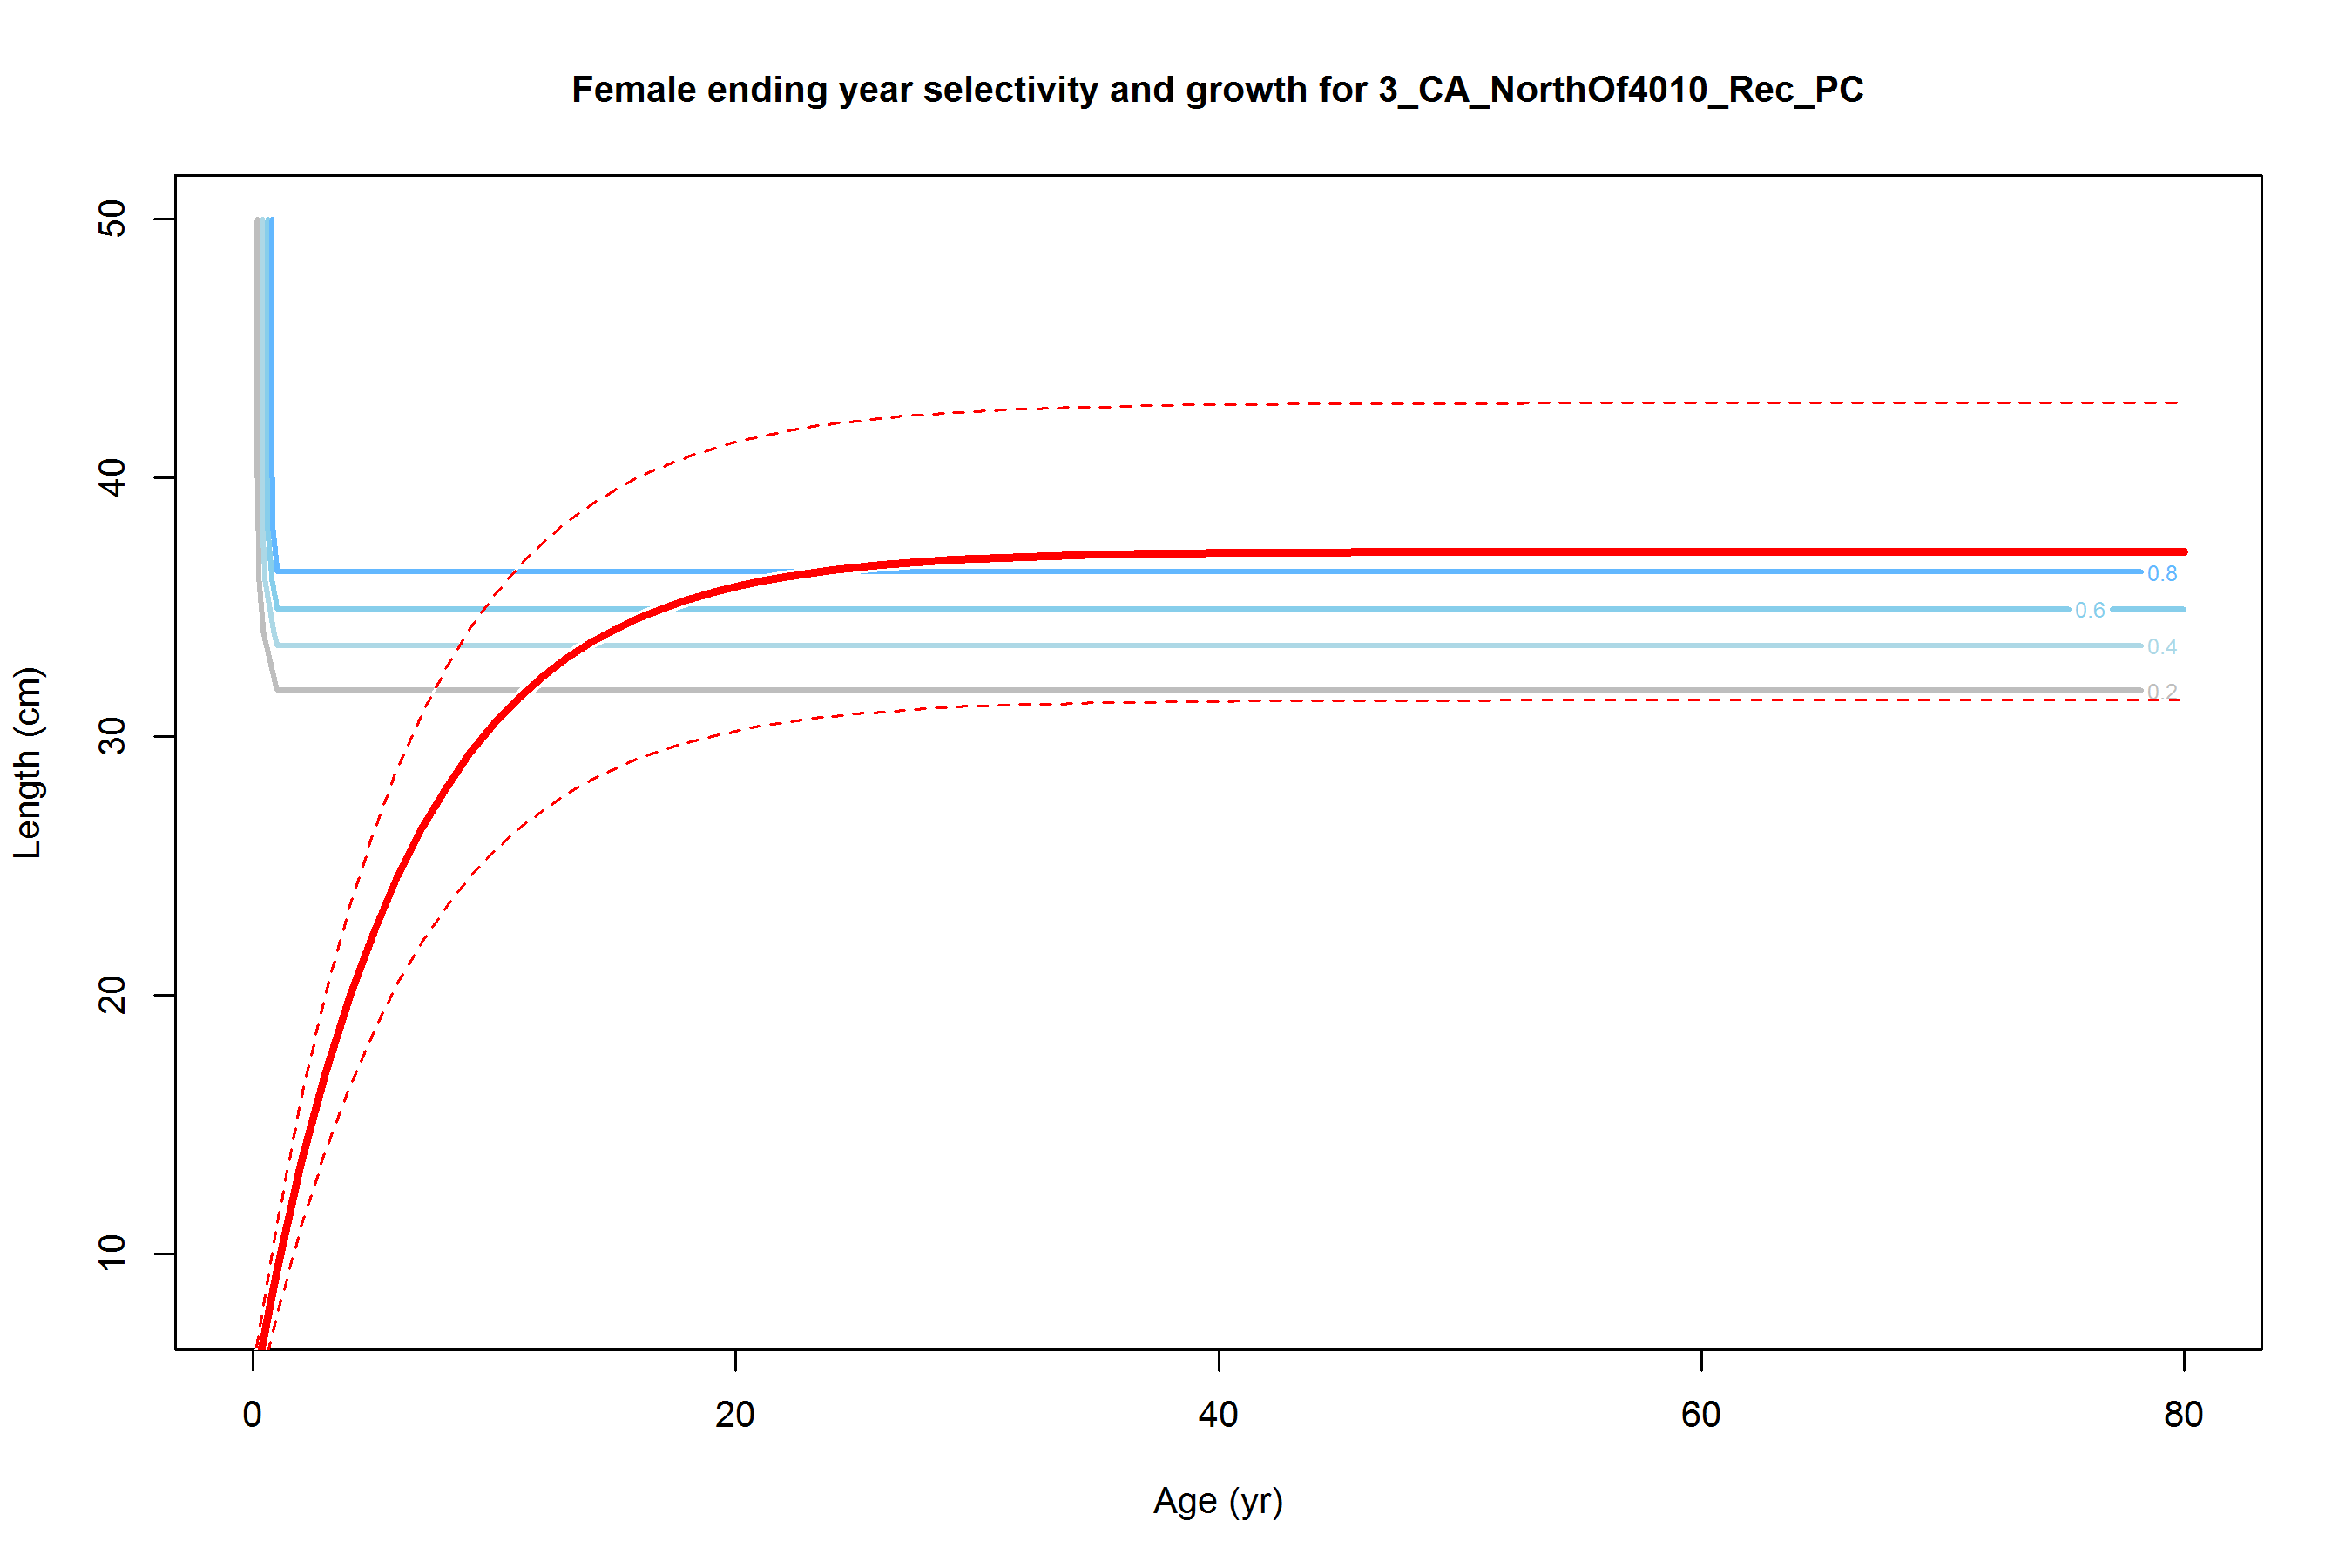 Female ending year selectivity and growth for 3_CA_NorthOf4010_Rec_PC
50
40
30
20
10
Length (cm)
0.8
0.6
0.4
0.2
0 20 40 60 80
Age (yr)